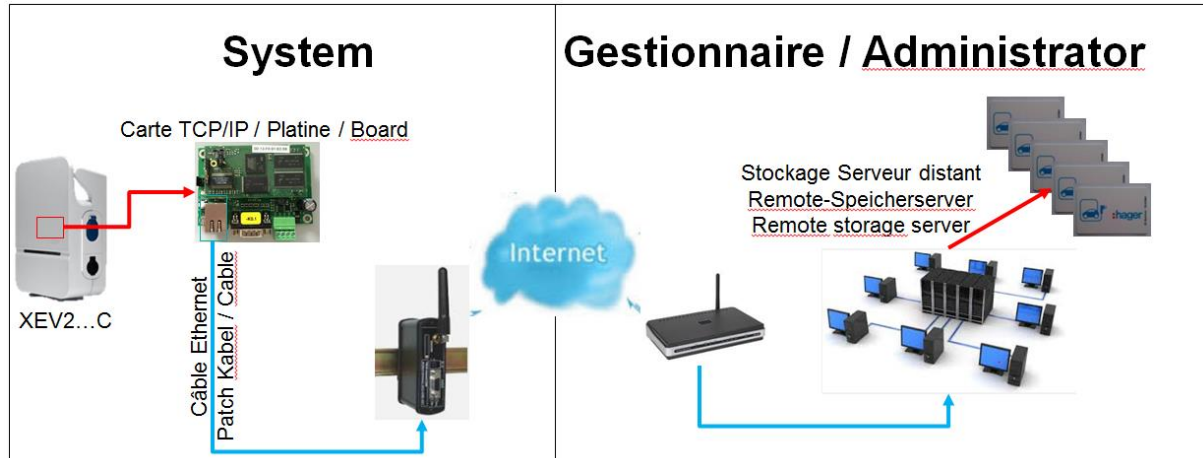 System
Gestionnaire / Administrator
Carte TCP/IP / Platine / Board
XEV2...C
Câble Ethernet
Patch Kabel / Cable
Internet
Stockage Serveur distant
Remote-Speicherserver
Remote storage server
:hager